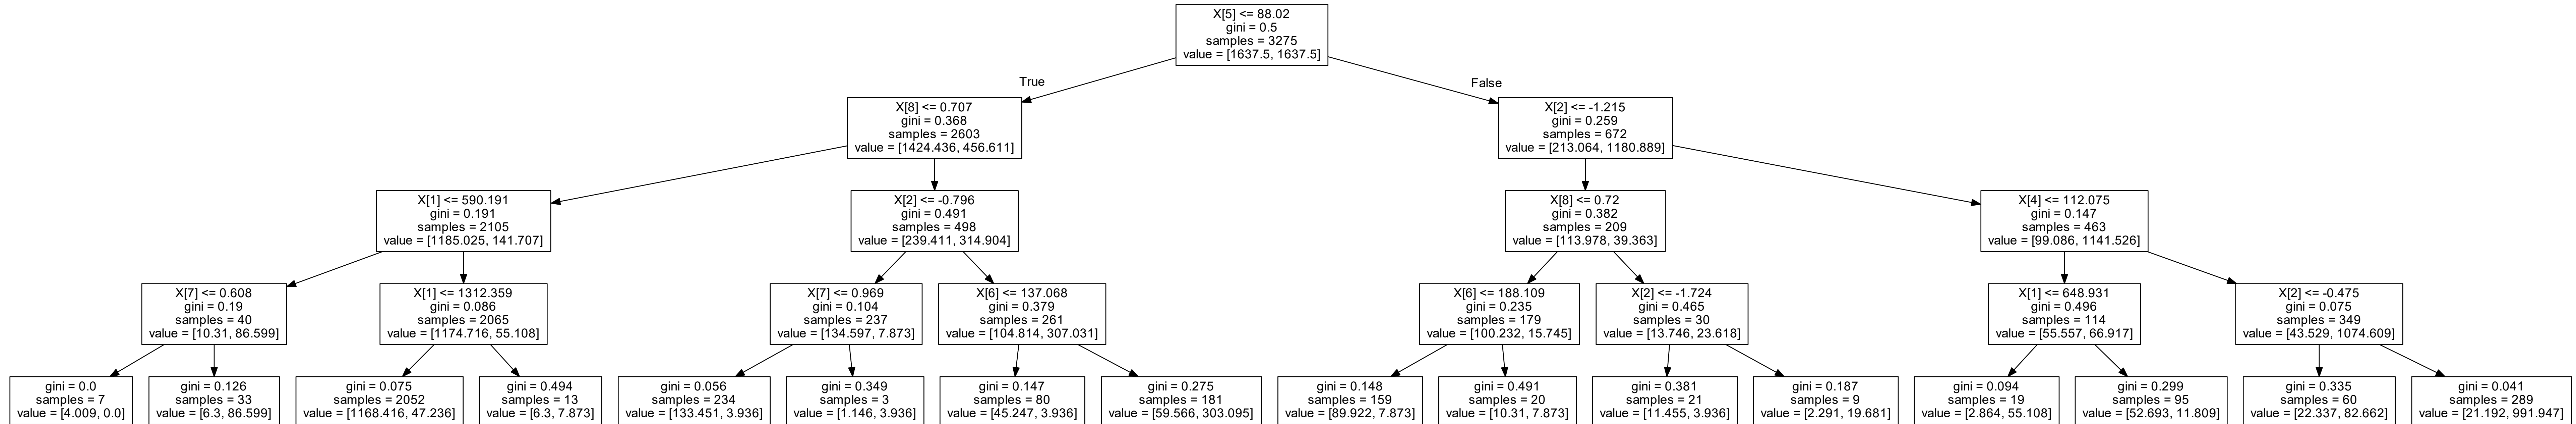 X[5] <= 88.02
gini = 0.5
samples = 3275
value = [1637.5, 1637.5]
True
False
X[8] <= 0.707
gini = 0.368
samples = 2603
value = [1424.436, 456.611]
X[2] <= -1.215
gini = 0.259
samples = 672
value = [213.064, 1180.889]
X[1] <= 590.191
gini = 0.191
samples = 2105
value = [1185.025, 141.707]
X[2] <= -0.796
gini = 0.491
samples = 498
value = [239.411, 314.904]
X[8] <= 0.72
gini = 0.382
samples = 209
value = [113.978, 39.363]
X[4] <= 112.075
gini = 0.147
samples = 463
value = [99.086, 1141.526]
X[7] <= 0.608
gini = 0.19
samples = 40
value = [10.31, 86.599]
X[1] <= 1312.359
gini = 0.086
samples = 2065
value = [1174.716, 55.108]
X[7] <= 0.969
gini = 0.104
samples = 237
value = [134.597, 7.873]
X[6] <= 137.068
gini = 0.379
samples = 261
value = [104.814, 307.031]
X[6] <= 188.109
gini = 0.235
samples = 179
value = [100.232, 15.745]
X[2] <= -1.724
gini = 0.465
samples = 30
value = [13.746, 23.618]
X[1] <= 648.931
gini = 0.496
samples = 114
value = [55.557, 66.917]
X[2] <= -0.475
gini = 0.075
samples = 349
value = [43.529, 1074.609]
gini = 0.0
samples = 7
value = [4.009, 0.0]
gini = 0.126
samples = 33
value = [6.3, 86.599]
gini = 0.075
samples = 2052
value = [1168.416, 47.236]
gini = 0.494
samples = 13
value = [6.3, 7.873]
gini = 0.056
samples = 234
value = [133.451, 3.936]
gini = 0.349
samples = 3
value = [1.146, 3.936]
gini = 0.147
samples = 80
value = [45.247, 3.936]
gini = 0.275
samples = 181
value = [59.566, 303.095]
gini = 0.148
samples = 159
value = [89.922, 7.873]
gini = 0.491
samples = 20
value = [10.31, 7.873]
gini = 0.381
samples = 21
value = [11.455, 3.936]
gini = 0.187
samples = 9
value = [2.291, 19.681]
gini = 0.094
samples = 19
value = [2.864, 55.108]
gini = 0.299
samples = 95
value = [52.693, 11.809]
gini = 0.335
samples = 60
value = [22.337, 82.662]
gini = 0.041
samples = 289
value = [21.192, 991.947]